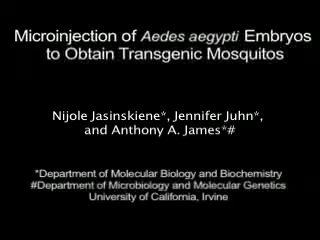 Microinjection of Aedes aegypti Embryos
to Obtain Transgenic Mosquitos
Nijole Jasinskiene*, Jennifer Juhn*,
and Anthony A. James*#
*Department of Molecular Biology and Biochemistry
#Department of Microbiology and Molecular Genetics
University of California, Irvine